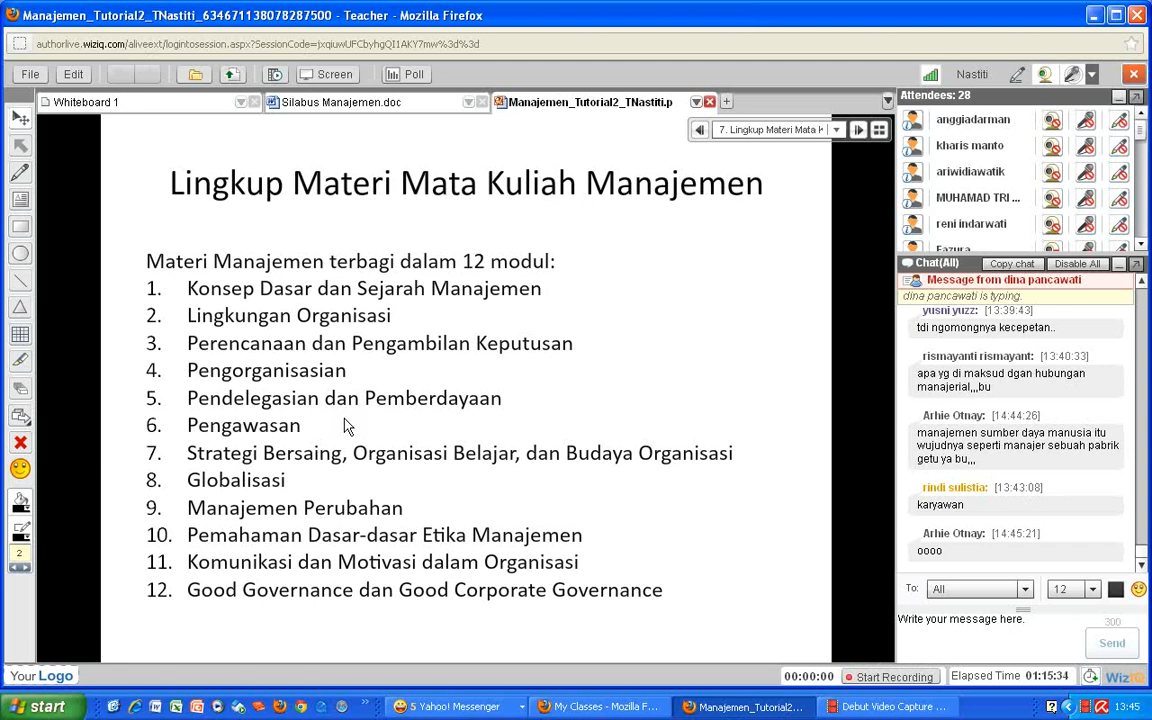 Manajemen_Tutorial2_TNastiti_634671138078287500 - Teacher - Mozilla Firefox
authorlive.wiziq.com/aliveext/logintosession.aspx?SessionCode=jxqiuwUFCbyhgQI1AKY7mw%3d%3d
File Edit Screen Poll Nastiti
Whiteboard 1 Silabus Manajemen.doc Manajemen_Tutorial2_TNastiti.p
7. Lingkup Materi Mata K
Lingkup Materi Mata Kuliah Manajemen
Materi Manajemen terbagi dalam 12 modul:
1. Konsep Dasar dan Sejarah Manajemen
2. Lingkungan Organisasi
3. Perencanaan dan Pengambilan Keputusan
4. Pengorganisasian
5. Pendelegasian dan Pemberdayaan
6. Pengawasan
7. Strategi Bersaing, Organisasi Belajar, dan Budaya Organisasi
8. Globalisasi
9. Manajemen Perubahan
10. Pemahaman Dasar-dasar Etika Manajemen
11. Komunikasi dan Motivasi dalam Organisasi
12. Good Governance dan Good Corporate Governance
2
Attendees: 28
anggiadarman
kharis manto
ariwidiawatik
MUHAMAD TRI ...
reni indarwati
Fazura
Chat(All) Copy chat Disable All
Message from dina pancawati
dina pancawati is typing.
yusni yuzz: [13:39:43]
tdi ngomongnya kecepetan..
rismayanti rismayant: [13:40:33]
apa yg di maksud dgan hubungan
manajerial,,,bu
Arhie Otnay: [14:44:26]
manajemen sumber daya manusia itu
wujudnya seperti manajer sebuah pabrik
getu ya bu,,,
rindi sulistia: [13:43:08]
karyawan
Arhie Otnay: [14:45:21]
oooo
To: All 12
Write your message here.
300
Send
Your Logo 00:00:00 Start Recording Elapsed Time 01:15:34 WizIQ
start 5 Yahoo! Messenger My Classes - Mozilla F... Manajemen_Tutorial2... Debut Video Capture ... 13:45